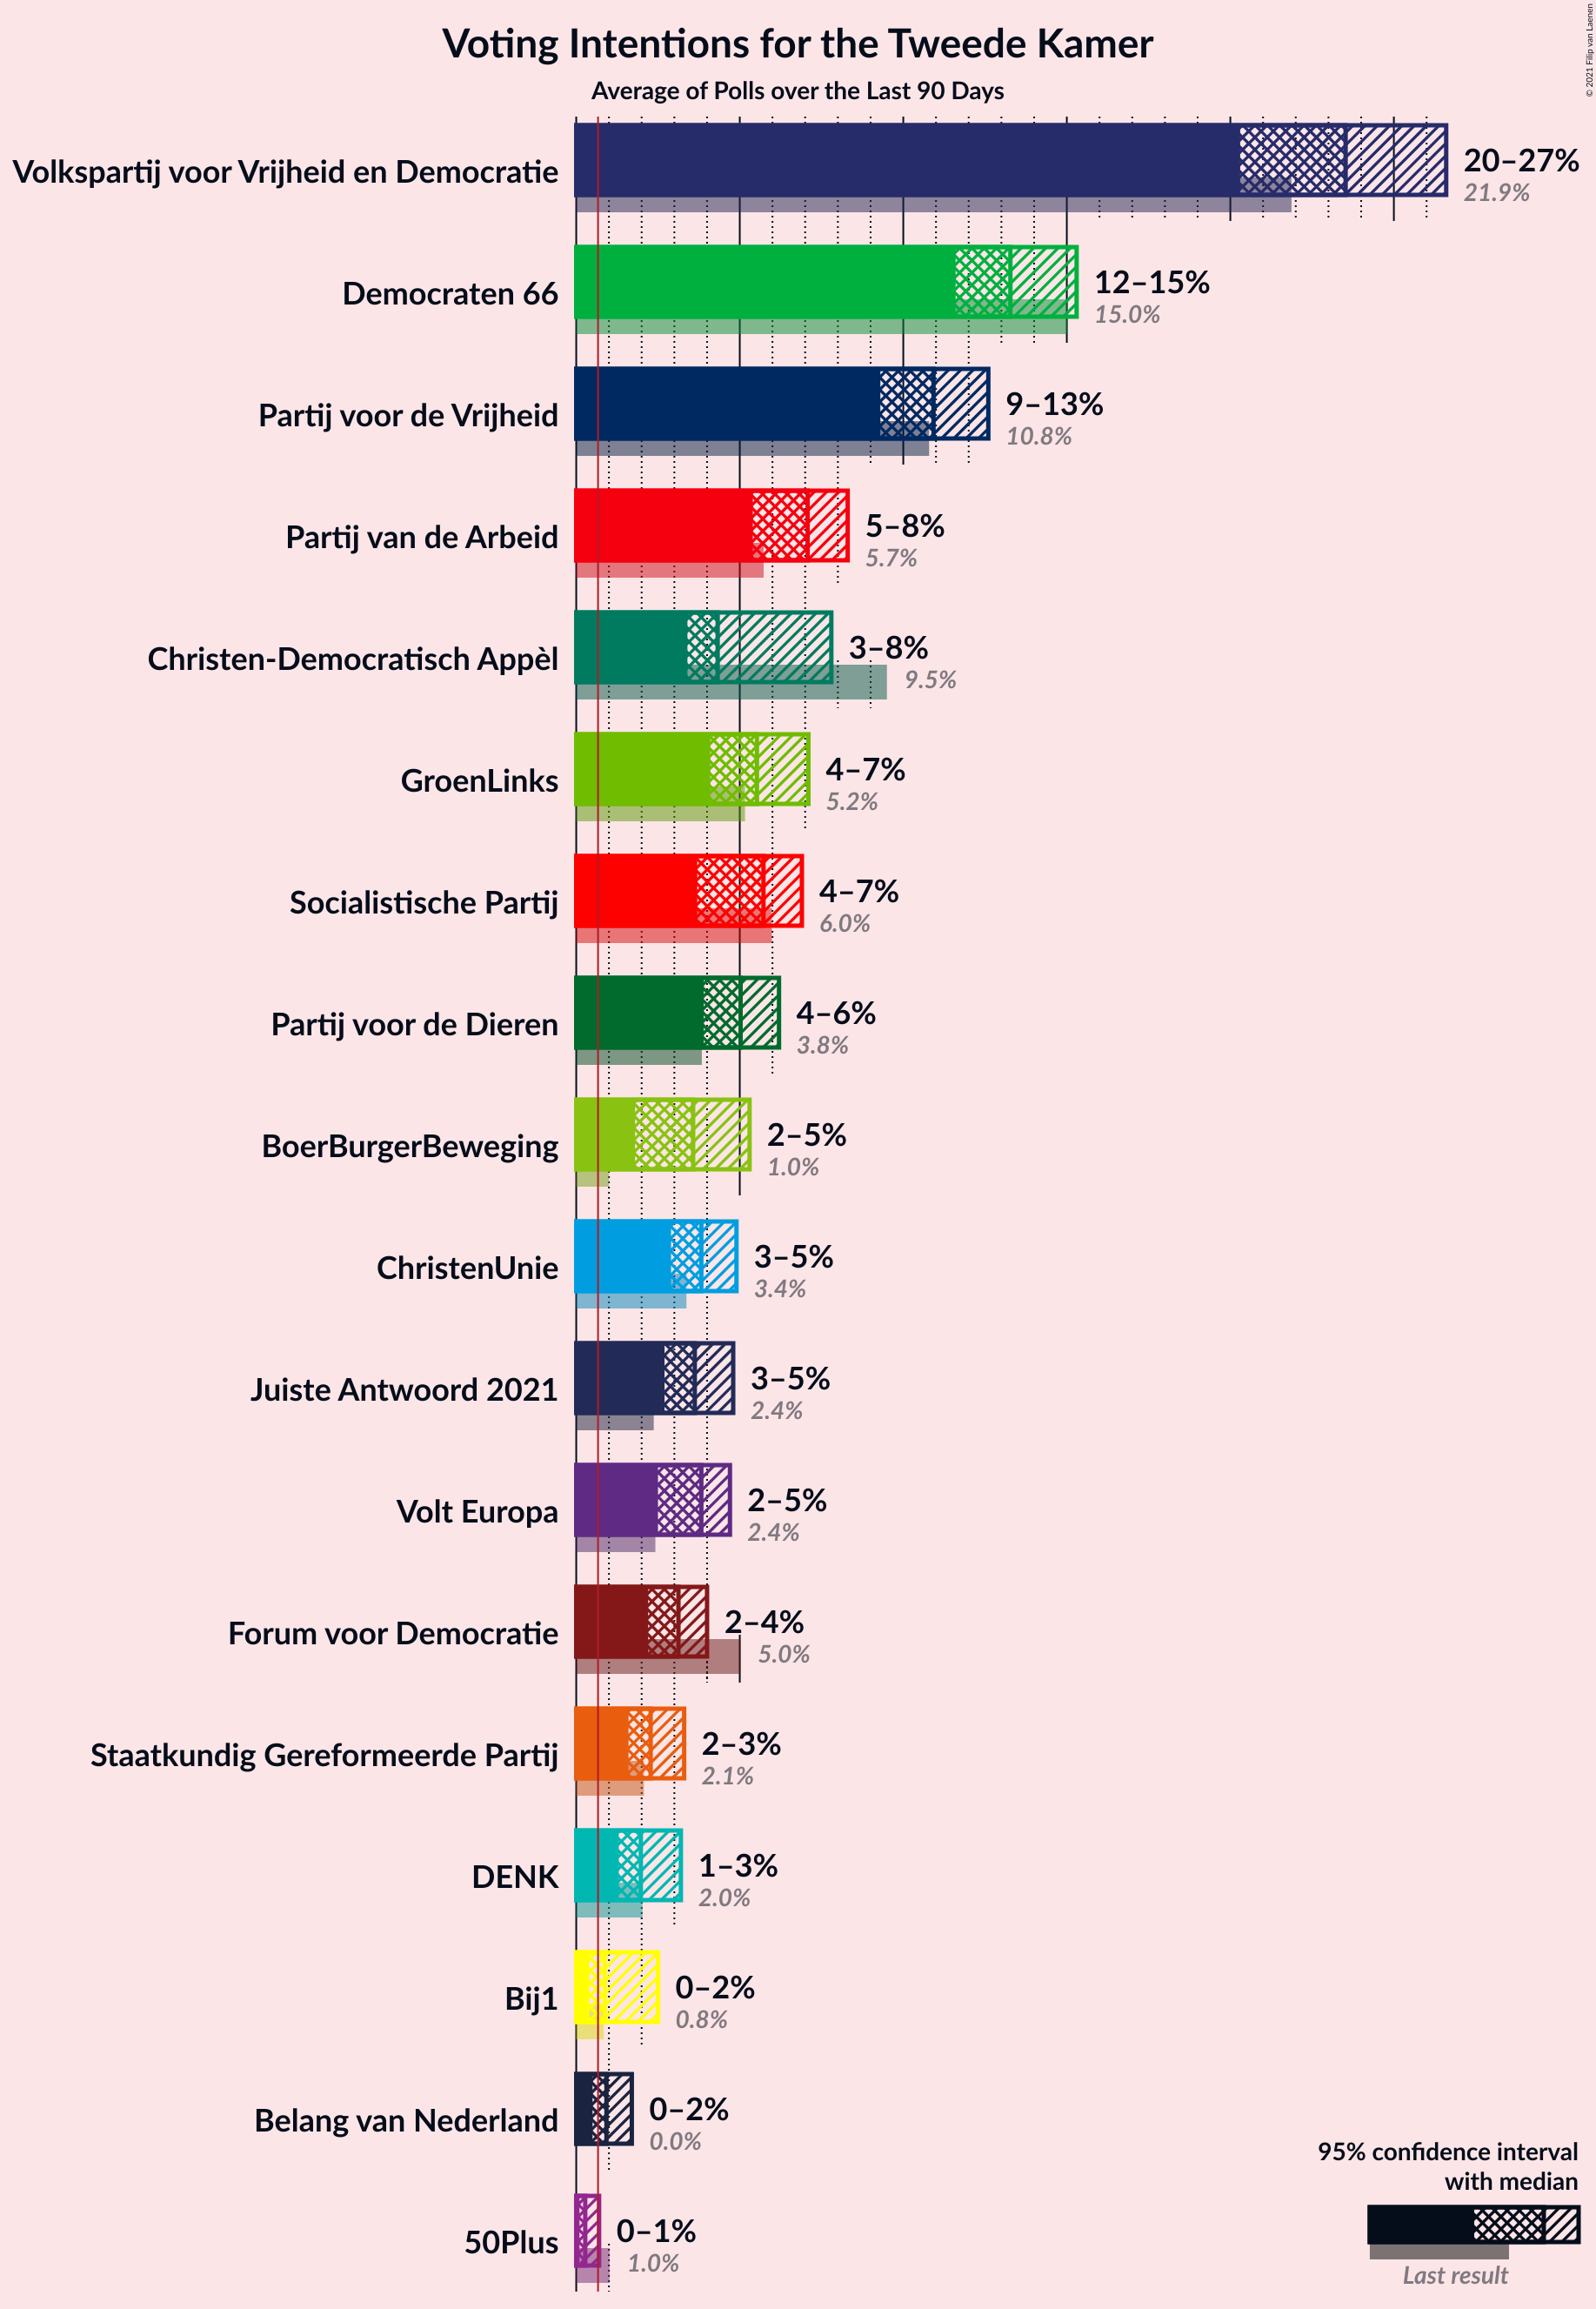 © 2021 Filip van Laenen
Voting Intentions for the Tweede Kamer
Average of Polls over the Last 90 Days
Volkspartij voor Vrijheid en Democratie
20–27%
21.9%
Democraten 66
12–15%
15.0%
Partij voor de Vrijheid
9–13%
10.8%
Partij van de Arbeid
5–8%
5.7%
Christen-Democratisch Appèl
3–8%
9.5%
GroenLinks
4–7%
5.2%
Socialistische Partij
4–7%
6.0%
Partij voor de Dieren
4–6%
3.8%
BoerBurgerBeweging
2–5%
1.0%
ChristenUnie
3–5%
3.4%
Juiste Antwoord 2021
3–5%
2.4%
Volt Europa
2–5%
2.4%
Forum voor Democratie
2–4%
5.0%
Staatkundig Gereformeerde Partij
2–3%
2.1%
DENK
1–3%
2.0%
Bij1
0–2%
0.8%
Belang van Nederland
0–2%
0.0%
50Plus
0–1%
1.0%
95% confidence interval
with median
Last result